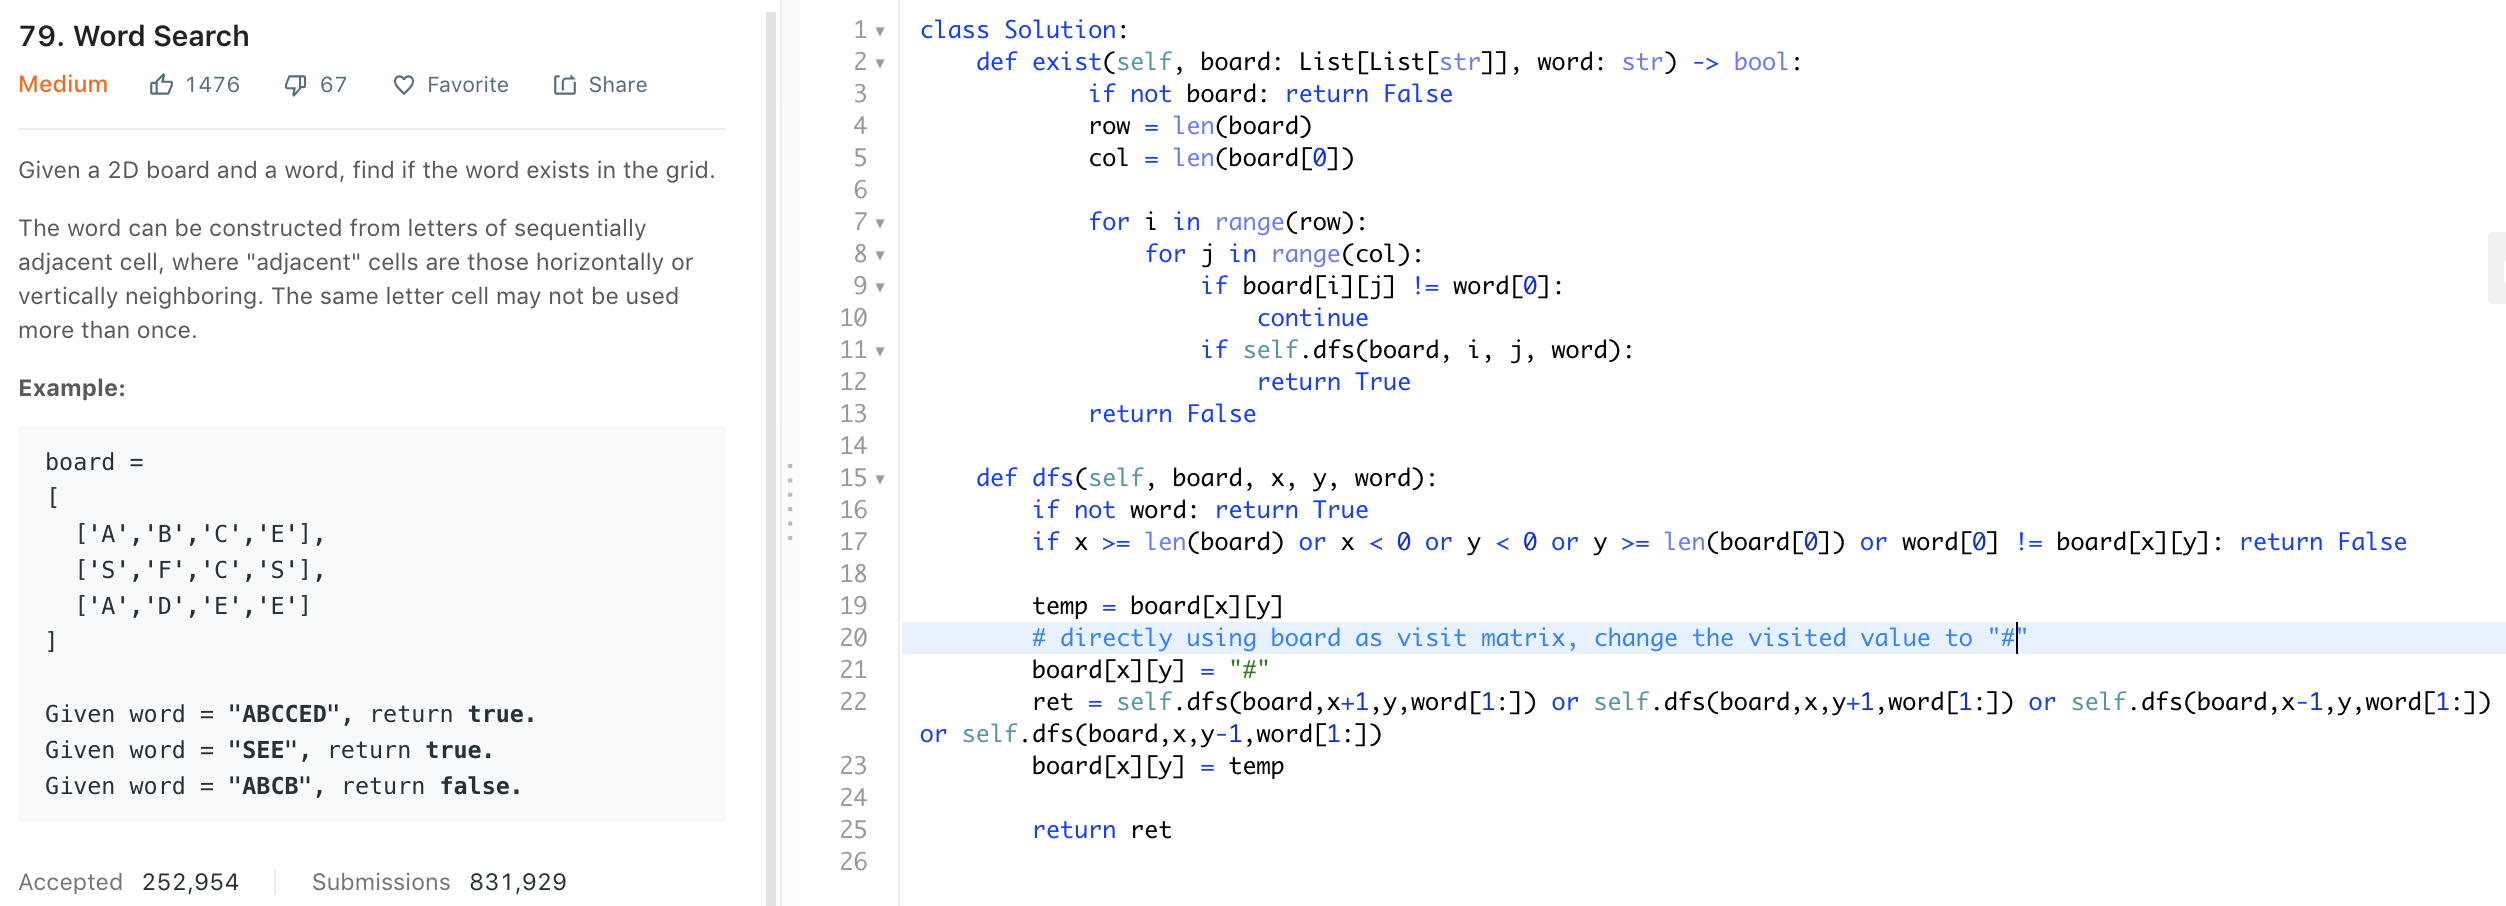 79. Word Search
Medium 1476 67 Favorite Share
Given a 2D board and a word, find if the word exists in the grid.
The word can be constructed from letters of sequentially
adjacent cell, where "adjacent" cells are those horizontally or
vertically neighboring. The same letter cell may not be used
more than once.
Example:
board =
[
  ['A','B','C','E'],
  ['S','F','C','S'],
  ['A','D','E','E']
]
Given word = "ABCCED", return true.
Given word = "SEE", return true.
Given word = "ABCB", return false.
Accepted 252,954 Submissions 831,929
1 class Solution:
2     def exist(self, board: List[List[str]], word: str) -> bool:
3             if not board: return False
4             row = len(board)
5             col = len(board[0])
6
7             for i in range(row):
8                 for j in range(col):
9                     if board[i][j] != word[0]:
10                         continue
11                     if self.dfs(board, i, j, word):
12                         return True
13             return False
14
15     def dfs(self, board, x, y, word):
16         if not word: return True
17         if x >= len(board) or x < 0 or y < 0 or y >= len(board[0]) or word[0] != board[x][y]: return False
18
19         temp = board[x][y]
20         # directly using board as visit matrix, change the visited value to "#"
21         board[x][y] = "#"
22         ret = self.dfs(board,x+1,y,word[1:]) or self.dfs(board,x,y+1,word[1:]) or self.dfs(board,x-1,y,word[1:])
or self.dfs(board,x,y-1,word[1:])
23         board[x][y] = temp
24
25         return ret
26